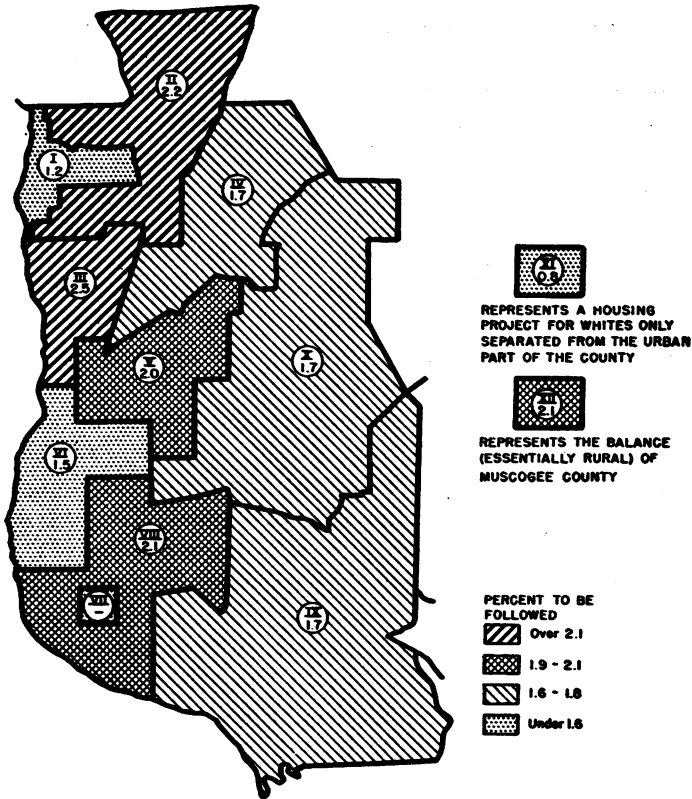 II
2.2
I
1.2
IV
1.7
III
2.5
V
2.0
X
1.7
VI
1.5
VIII
2.1
VII
–
IX
1.7
XI
0.8
REPRESENTS A HOUSING
PROJECT FOR WHITES ONLY
SEPARATED FROM THE URBAN
PART OF THE COUNTY
XII
2.1
REPRESENTS THE BALANCE
(ESSENTIALLY RURAL) OF
MUSCOGEE COUNTY
PERCENT TO BE
FOLLOWED
Over 2.1
1.9 - 2.1
1.6 - 1.8
Under 1.6